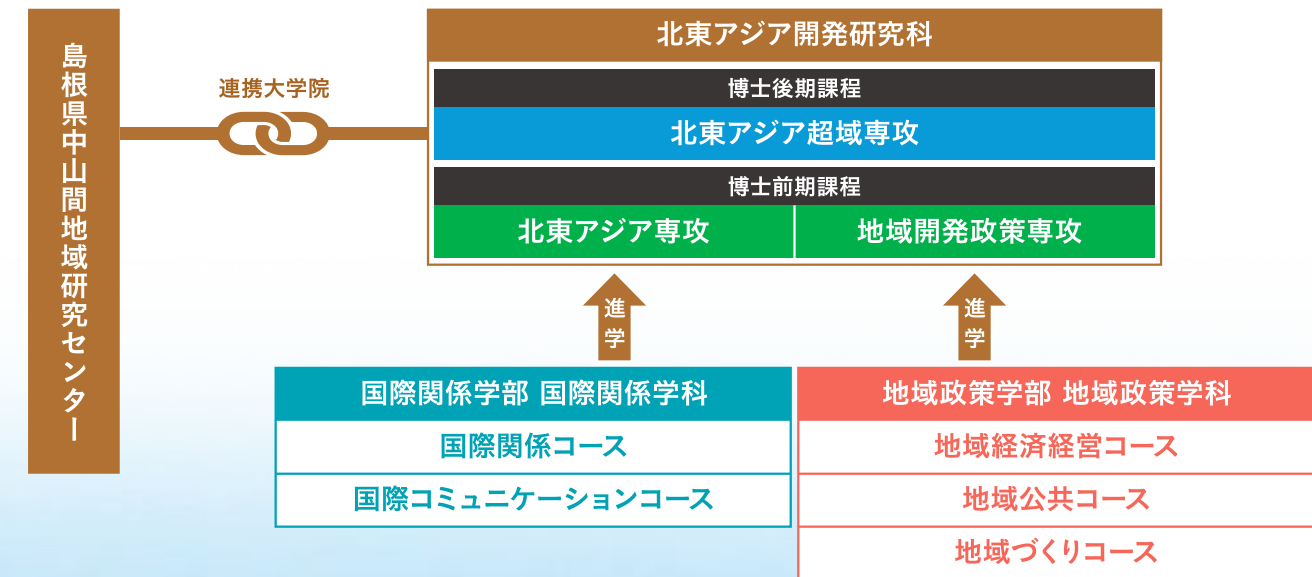 島根県中山間地域研究センター
連携大学院
北東アジア開発研究科
博士後期課程
北東アジア超域専攻
博士前期課程
北東アジア専攻
地域開発政策専攻
進学
進学
国際関係学部 国際関係学科
国際関係コース
国際コミュニケーションコース
地域政策学部 地域政策学科
地域経済経営コース
地域公共コース
地域づくりコース